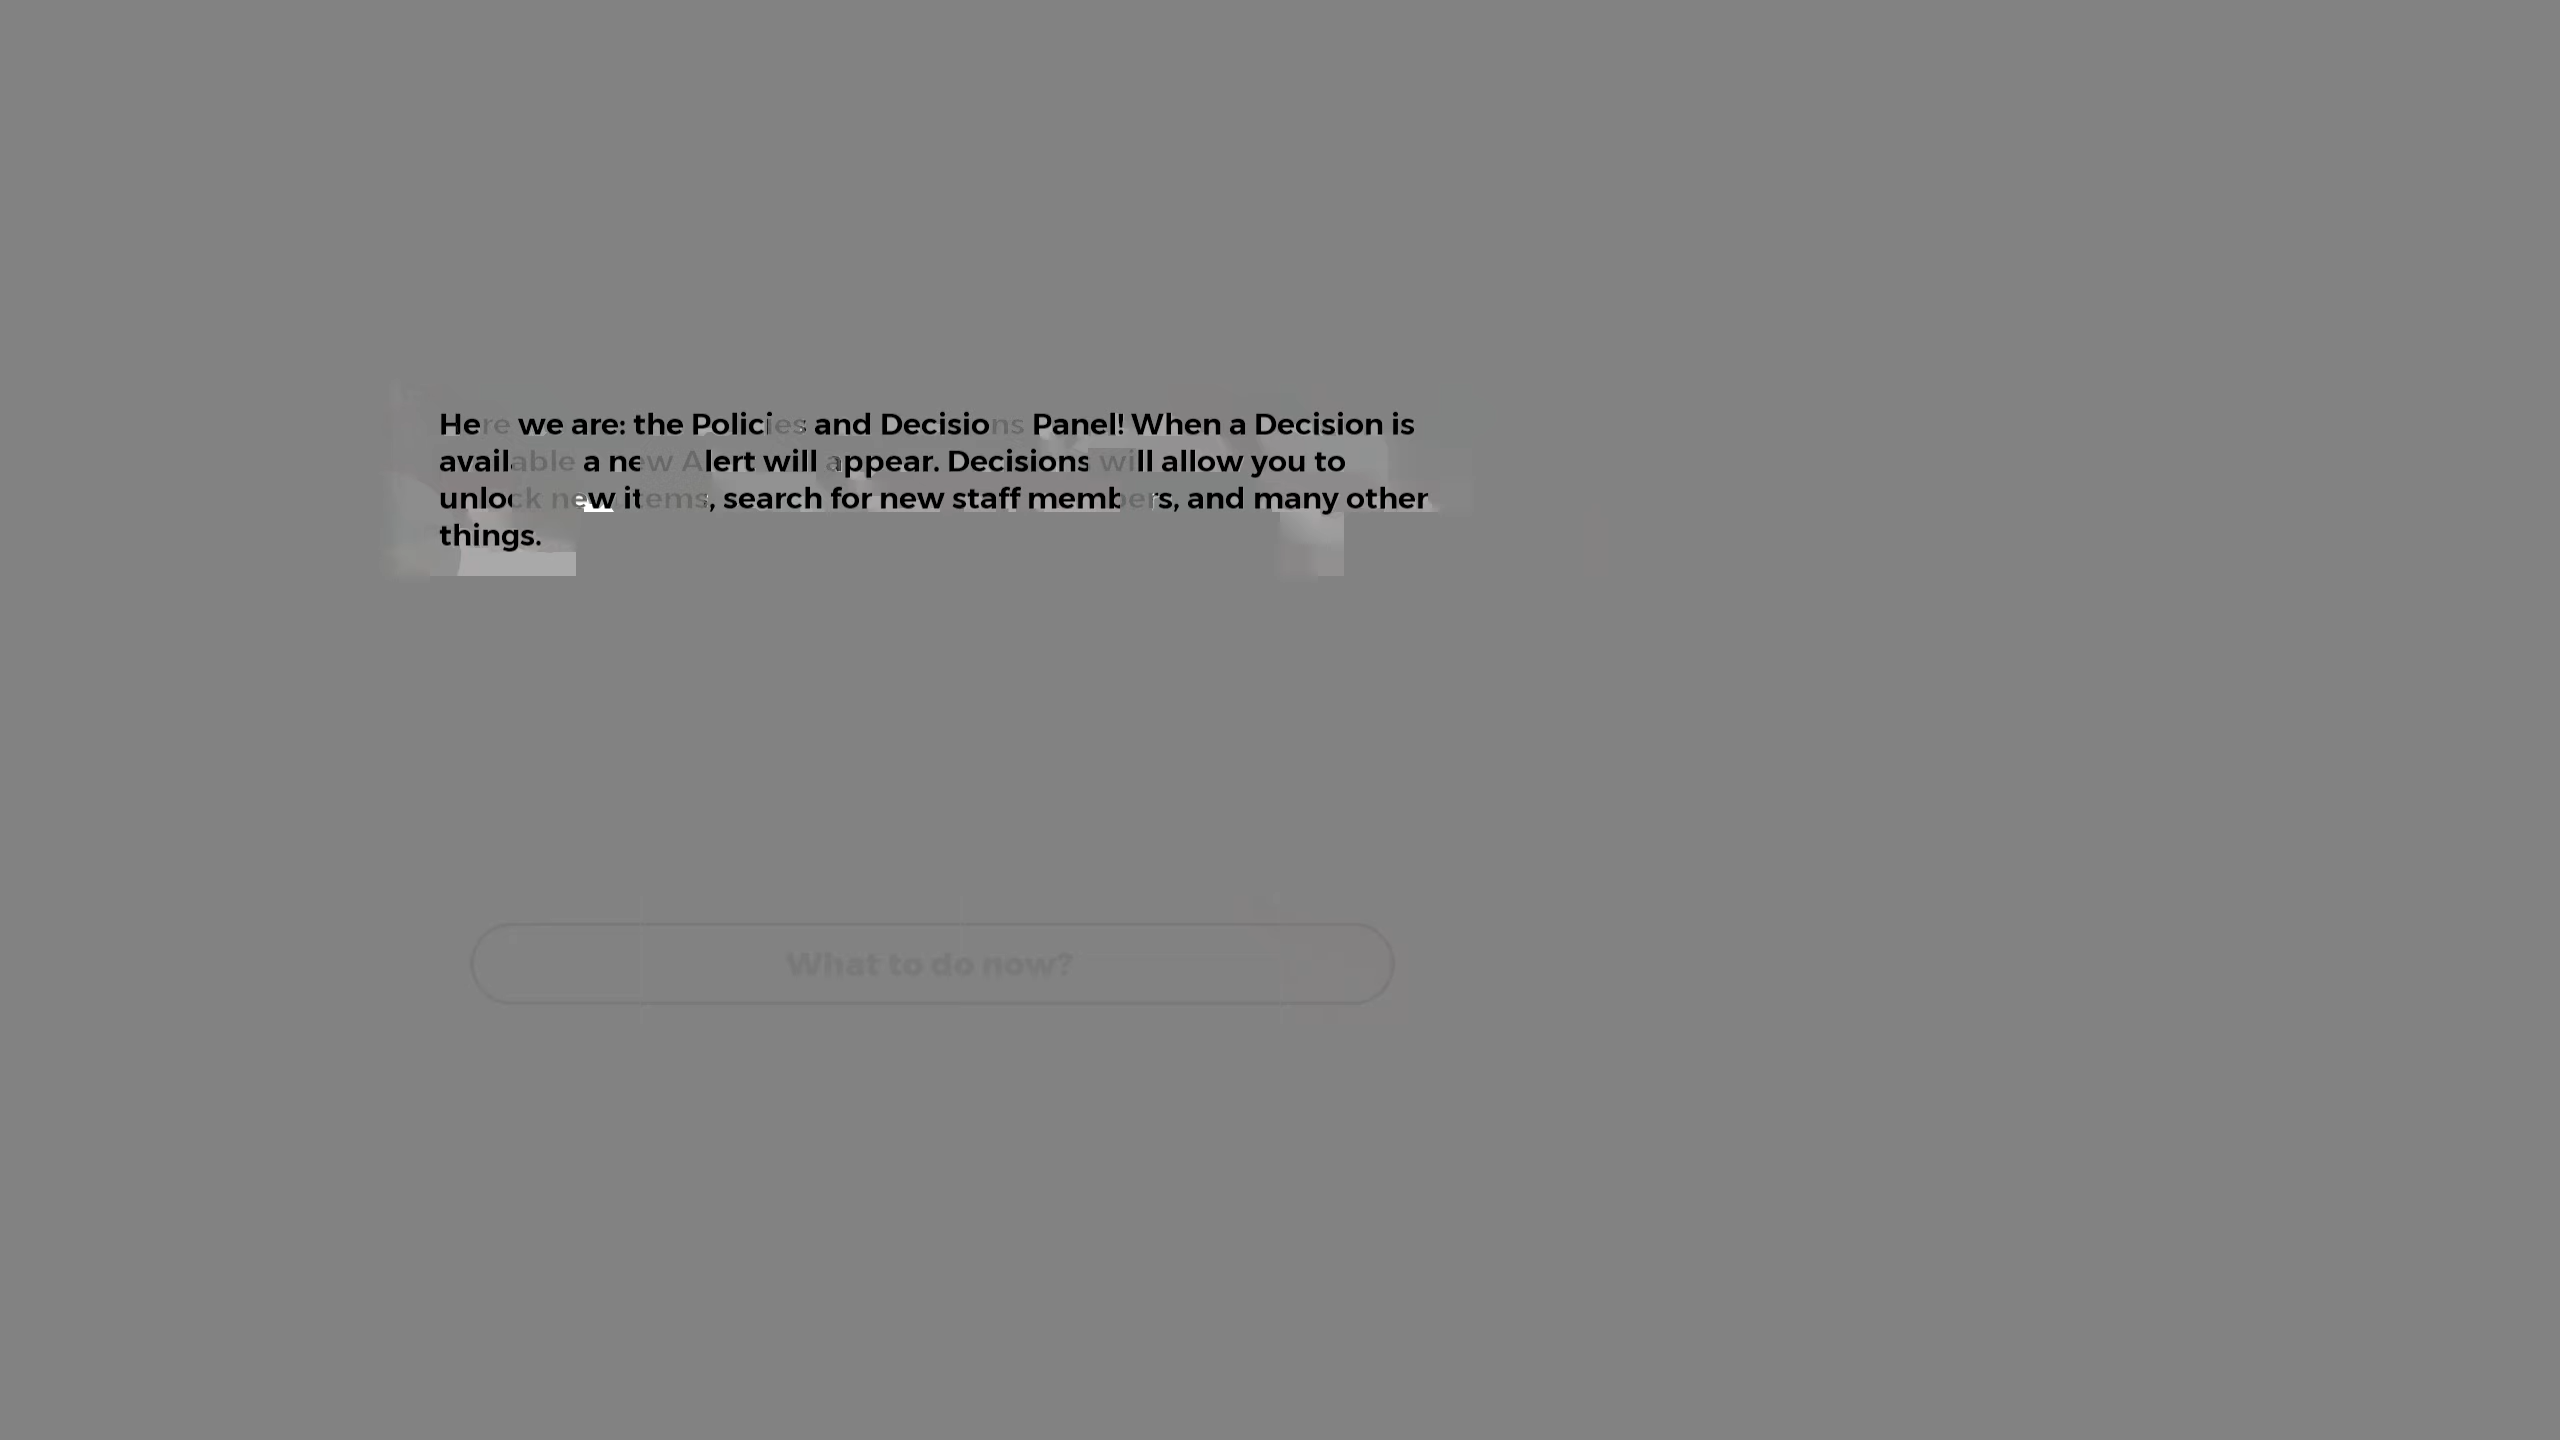 Here we are: the Policies and Decisions Panel! When a Decision is
available a new Alert will appear. Decisions will allow you to
unlock new items, search for new staff members, and many other
things.
What to do now?